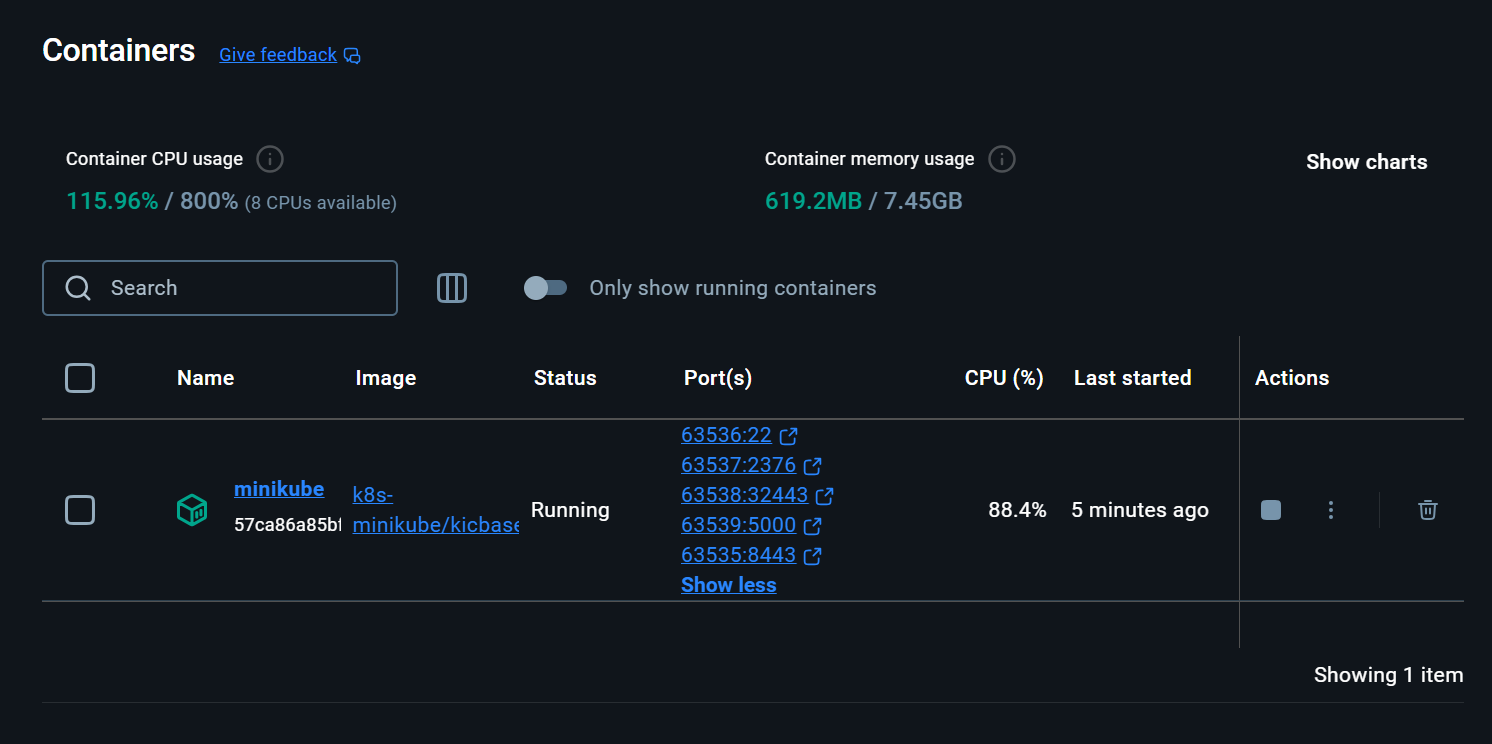 Containers Give feedback
Container CPU usage
115.96% / 800% (8 CPUs available)
Container memory usage
619.2MB / 7.45GB
Show charts
Search
Only show running containers
Name Image Status Port(s) CPU (%) Last started Actions
minikube
57ca86a85bf
k8s-
minikube/kicbase
Running
63536:22
63537:2376
63538:32443
63539:5000
63535:8443
Show less
88.4%
5 minutes ago
Showing 1 item